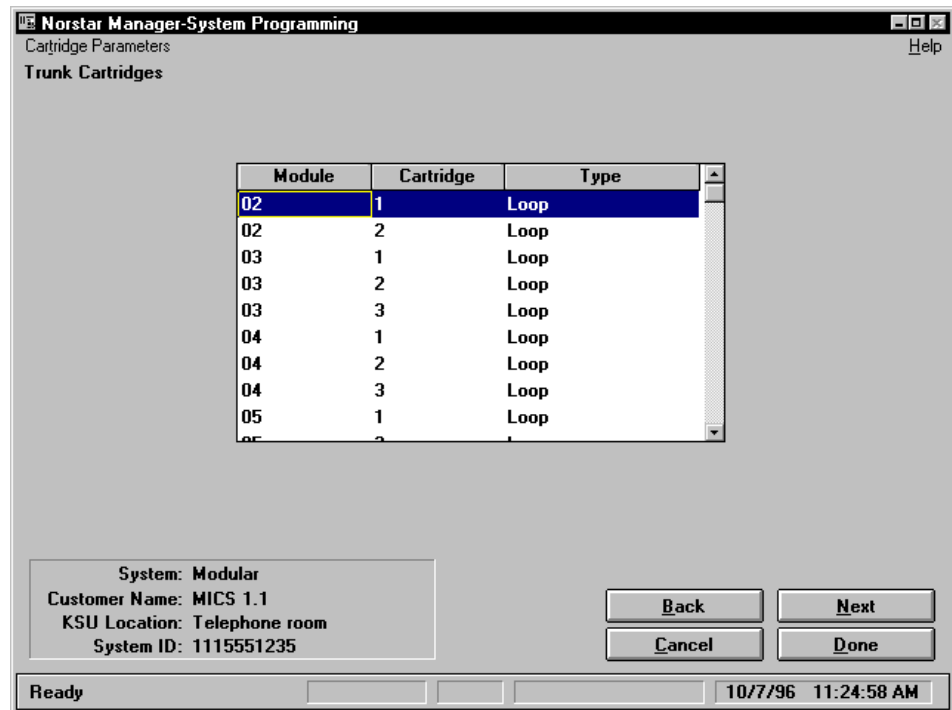 Norstar Manager-System Programming
Cartridge Parameters Help
Trunk Cartridges
Module Cartridge Type
02 1 Loop
02 2 Loop
03 1 Loop
03 2 Loop
03 3 Loop
04 1 Loop
04 2 Loop
04 3 Loop
05 1 Loop
System: Modular
Customer Name: MICS 1.1
KSU Location: Telephone room
System ID: 1115551235
Back Next
Cancel Done
Ready 10/7/96 11:24:58 AM